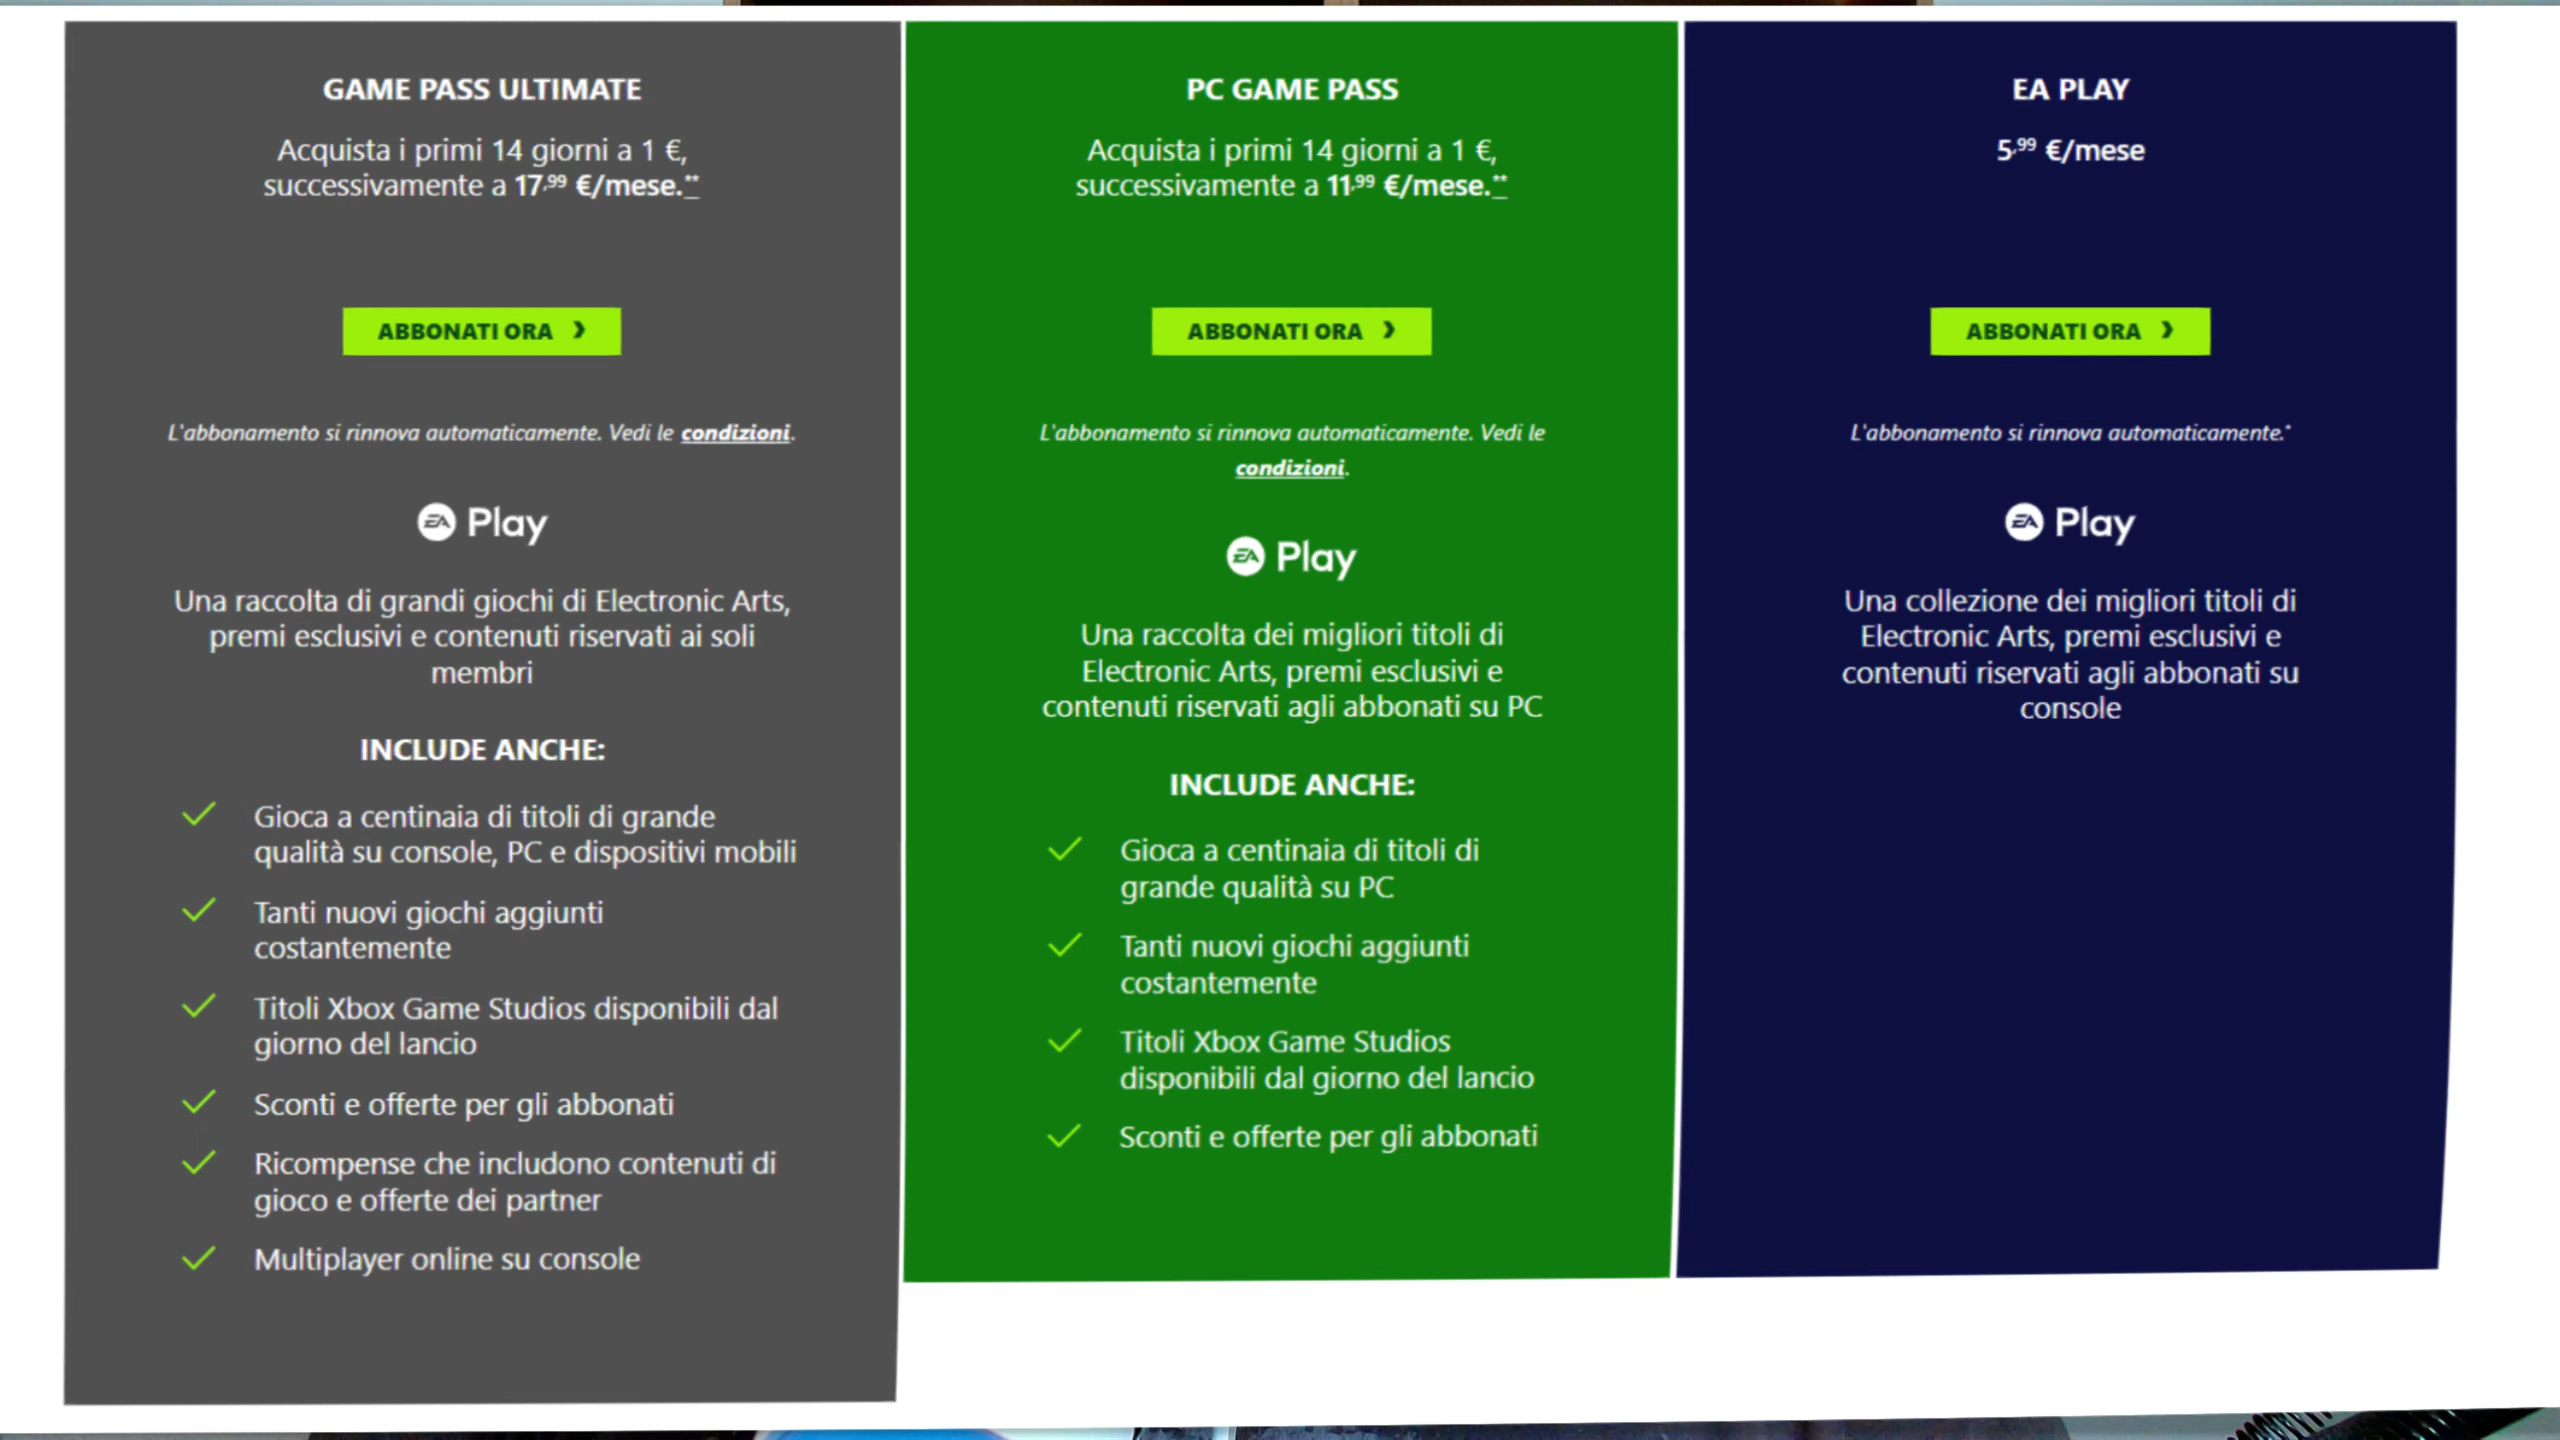 GAME PASS ULTIMATE
Acquista i primi 14 giorni a 1 €,
successivamente a 17,99 €/mese.**
ABBONATI ORA
L'abbonamento si rinnova automaticamente. Vedi le condizioni.
EA Play
Una raccolta di grandi giochi di Electronic Arts,
premi esclusivi e contenuti riservati ai soli
membri
INCLUDE ANCHE:
Gioca a centinaia di titoli di grande
qualità su console, PC e dispositivi mobili
Tanti nuovi giochi aggiunti
costantemente
Titoli Xbox Game Studios disponibili dal
giorno del lancio
Sconti e offerte per gli abbonati
Ricompense che includono contenuti di
gioco e offerte dei partner
Multiplayer online su console
PC GAME PASS
Acquista i primi 14 giorni a 1 €,
successivamente a 11,99 €/mese.**
ABBONATI ORA
L'abbonamento si rinnova automaticamente. Vedi le
condizioni.
EA Play
Una raccolta dei migliori titoli di
Electronic Arts, premi esclusivi e
contenuti riservati agli abbonati su PC
INCLUDE ANCHE:
Gioca a centinaia di titoli di
grande qualità su PC
Tanti nuovi giochi aggiunti
costantemente
Titoli Xbox Game Studios
disponibili dal giorno del lancio
Sconti e offerte per gli abbonati
EA PLAY
5,99 €/mese
ABBONATI ORA
L'abbonamento si rinnova automaticamente.*
EA Play
Una collezione dei migliori titoli di
Electronic Arts, premi esclusivi e
contenuti riservati agli abbonati su
console